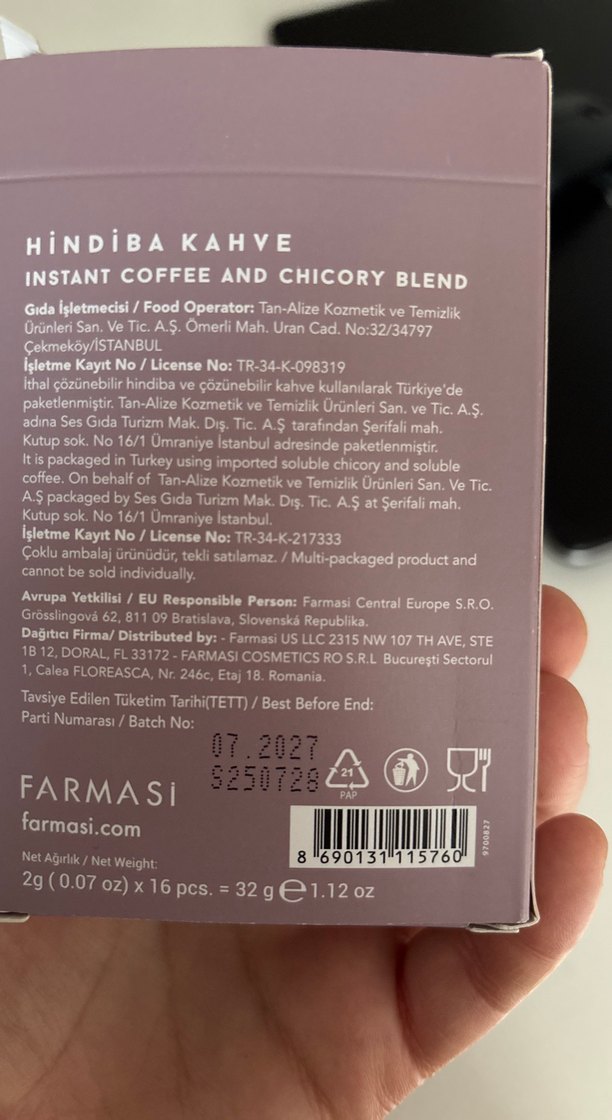 HİNDİBA KAHVE
INSTANT COFFEE AND CHICORY BLEND
Gıda İşletmecisi / Food Operator: Tan-Alize Kozmetik ve Temizlik
Ürünleri San. Ve Tic. A.Ş. Ömerli Mah. Uran Cad. No:32/34797
Çekmeköy/İSTANBUL
İşletme Kayıt No / License No: TR-34-K-098319
İthal çözünebilir hindiba ve çözünebilir kahve kullanılarak Türkiye'de
paketlenmiştir. Tan-Alize Kozmetik ve Temizlik Ürünleri San. ve Tic. A.Ş.
adına Ses Gıda Turizm Mak. Dış. Tic. A.Ş tarafından Şerifali mah.
Kutup sok. No 16/1 Ümraniye İstanbul adresinde paketlenmiştir.
It is packaged in Turkey using imported soluble chicory and soluble
coffee. On behalf of Tan-Alize Kozmetik ve Temizlik Ürünleri San. Ve Tic.
A.Ş packaged by Ses Gıda Turizm Mak. Dış. Tic. A.Ş at Şerifali mah.
Kutup sok. No 16/1 Ümraniye İstanbul.
İşletme Kayıt No / License No: TR-34-K-217333
Çoklu ambalaj ürünüdür, tekli satılamaz. / Multi-packaged product and
cannot be sold individually.
Avrupa Yetkilisi / EU Responsible Person: Farmasi Central Europe S.R.O.
Grösslingová 62, 811 09 Bratislava, Slovenská Republika.
Dağıtıcı Firma/ Distributed by: - Farmasi US LLC 2315 NW 107 TH AVE, STE
1B 12, DORAL, FL 33172 - FARMASI COSMETICS RO S.R.L Bucureşti Sectorul
1, Calea FLOREASCA, Nr. 246c, Etaj 18. Romania.
Tavsiye Edilen Tüketim Tarihi(TETT) / Best Before End:
Parti Numarası / Batch No:
07.2027
S250728
21
PAP
FARMASi
farmasi.com
8 690131 115760
9700827
Net Ağırlık / Net Weight:
2g ( 0.07 oz) x 16 pcs. = 32 g ℮ 1.12 oz